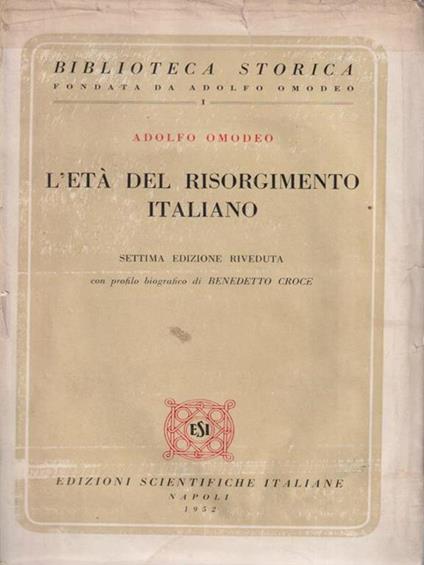 BIBLIOTECA STORICA
FONDATA DA ADOLFO OMODEO
I
ADOLFO OMODEO
L'ETÀ DEL RISORGIMENTO
ITALIANO
SETTIMA EDIZIONE RIVEDUTA
con profilo biografico di BENEDETTO CROCE
ESI
EDIZIONI SCIENTIFICHE ITALIANE
NAPOLI
1952